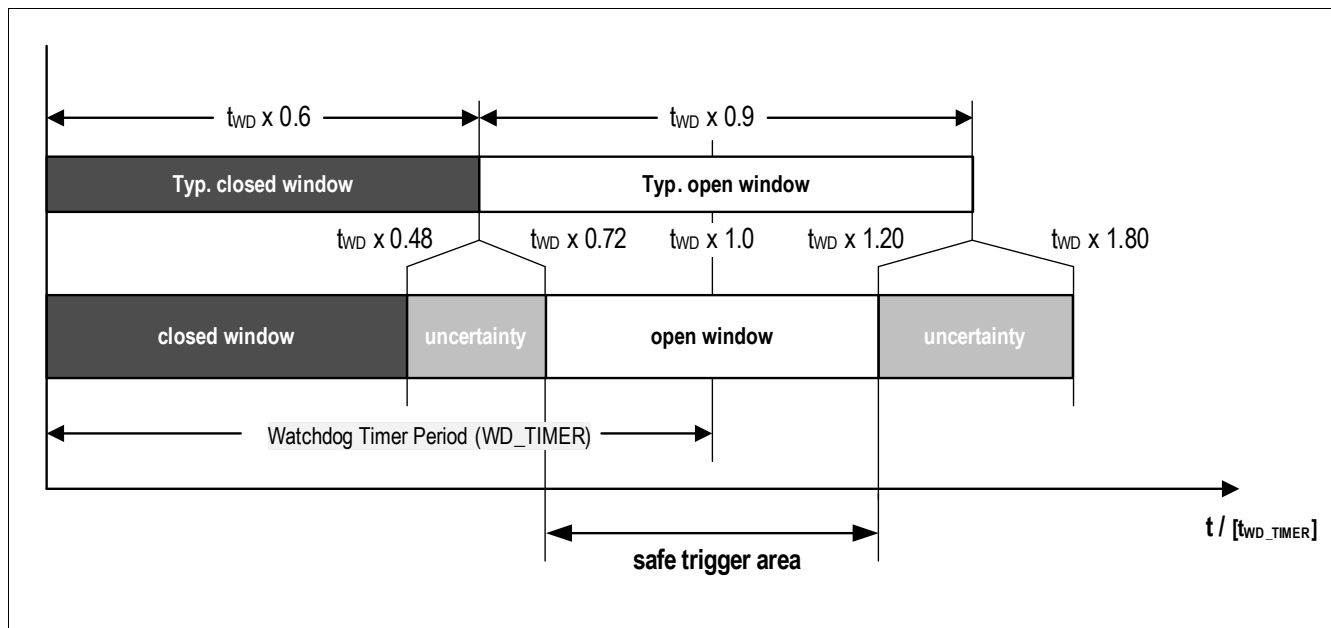 tWD x 0.6
tWD x 0.9
Typ. closed window
Typ. open window
tWD x 0.48
tWD x 0.72
tWD x 1.0
tWD x 1.20
tWD x 1.80
closed window
uncertainty
open window
uncertainty
Watchdog Timer Period (WD_TIMER)
t / [tWD_TIMER]
safe trigger area